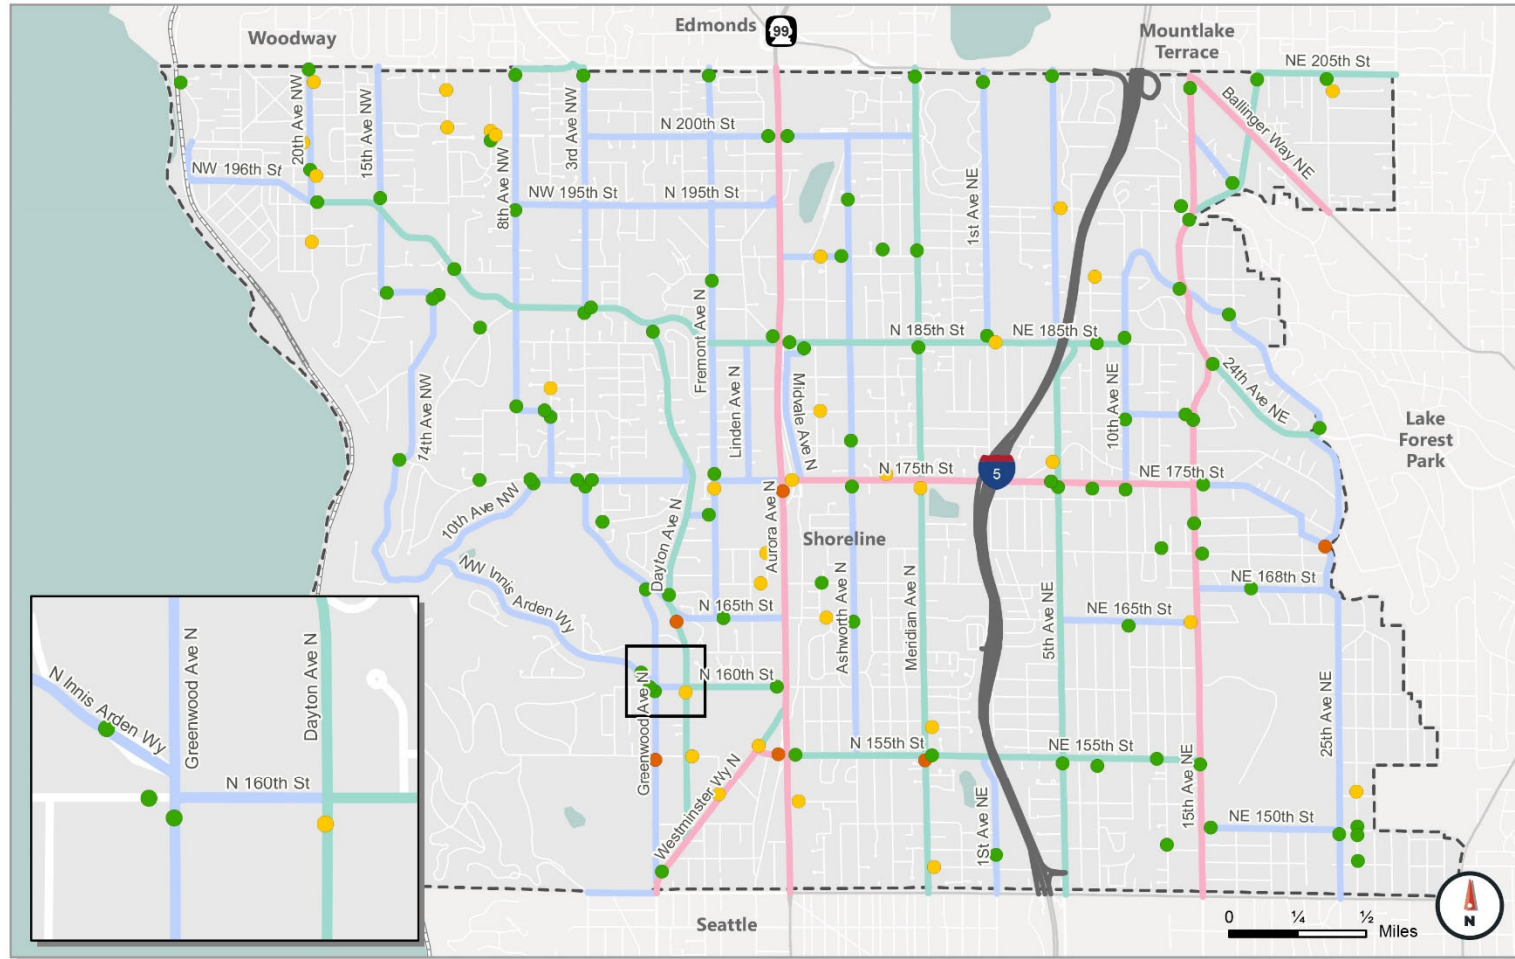 Woodway
Edmonds
99
Mountlake
Terrace
NE 205th St
20th Ave NW
15th Ave NW
8th Ave NW
3rd Ave NW
N 200th St
Ballinger Way NE
NW 196th St
NW 195th St
N 195th St
1st Ave NE
Fremont Ave N
N 185th St
NE 185th St
Linden Ave N
Midvale Ave N
10th Ave NE
24th Ave NE
Lake
Forest
Park
14th Ave NW
N 175th St
5
NE 175th St
10th Ave NW
Dayton Ave N
Aurora Ave N
Shoreline
NW Innis Arden Wy
N 165th St
Ashworth Ave N
Meridian Ave N
5th Ave NE
NE 168th St
NE 165th St
N 160th St
Greenwood Ave N
Westminster Wy N
N 155th St
NE 155th St
15th Ave NE
25th Ave NE
1St Ave NE
NE 150th St
N Innis Arden Wy
Greenwood Ave N
Dayton Ave N
N 160th St
Seattle
0 ¼ ½
Miles
N